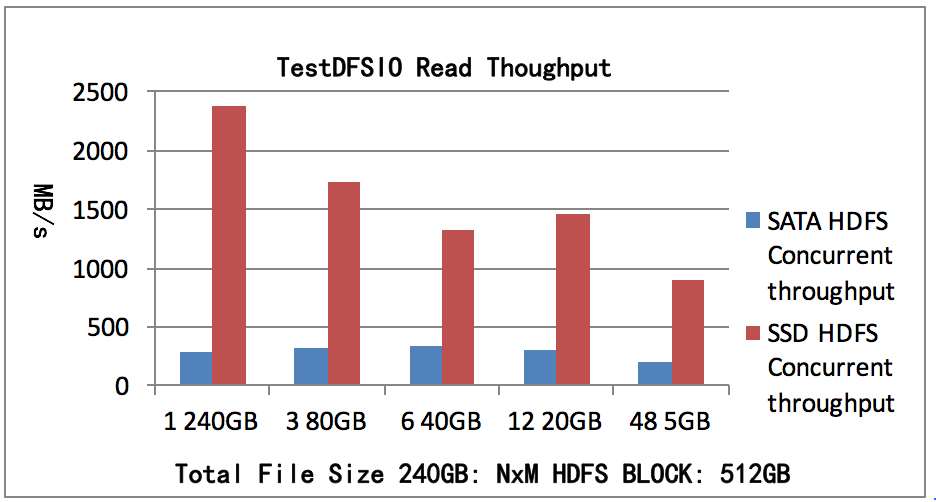 TestDFSIO Read Thoughput
2500
2000
1500
1000
500
0
MB/s
1 240GB
3 80GB
6 40GB
12 20GB
48 5GB
SATA HDFS
Concurrent
throughput
SSD HDFS
Concurrent
throughput
Total File Size 240GB: NxM HDFS BLOCK: 512GB